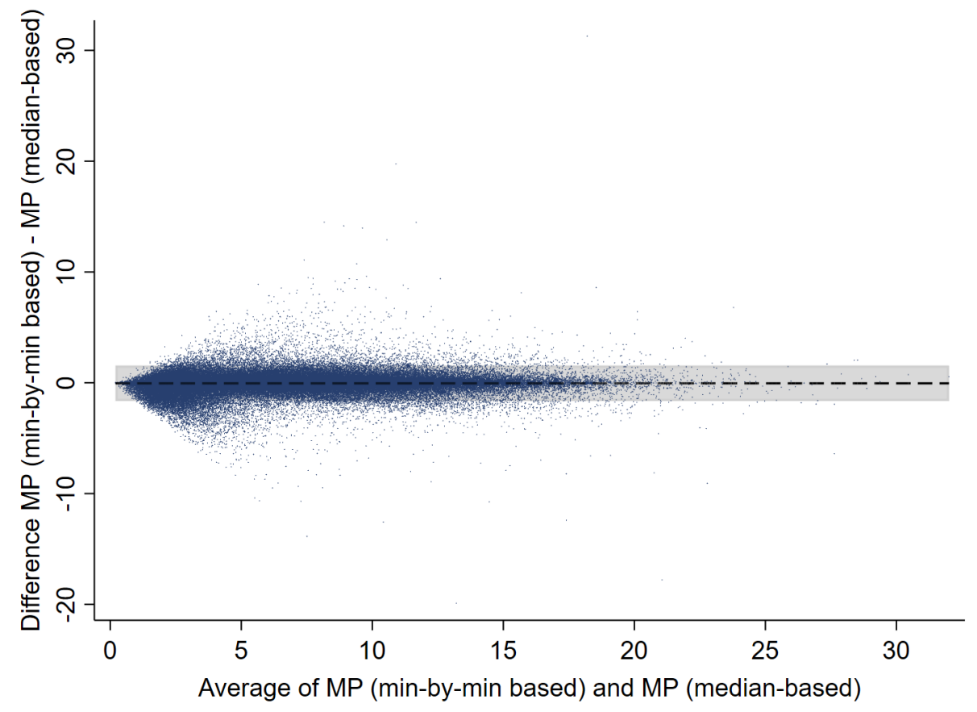 Difference MP (min-by-min based) - MP (median-based)
30
20
10
0
-10
-20
0 5 10 15 20 25 30
Average of MP (min-by-min based) and MP (median-based)